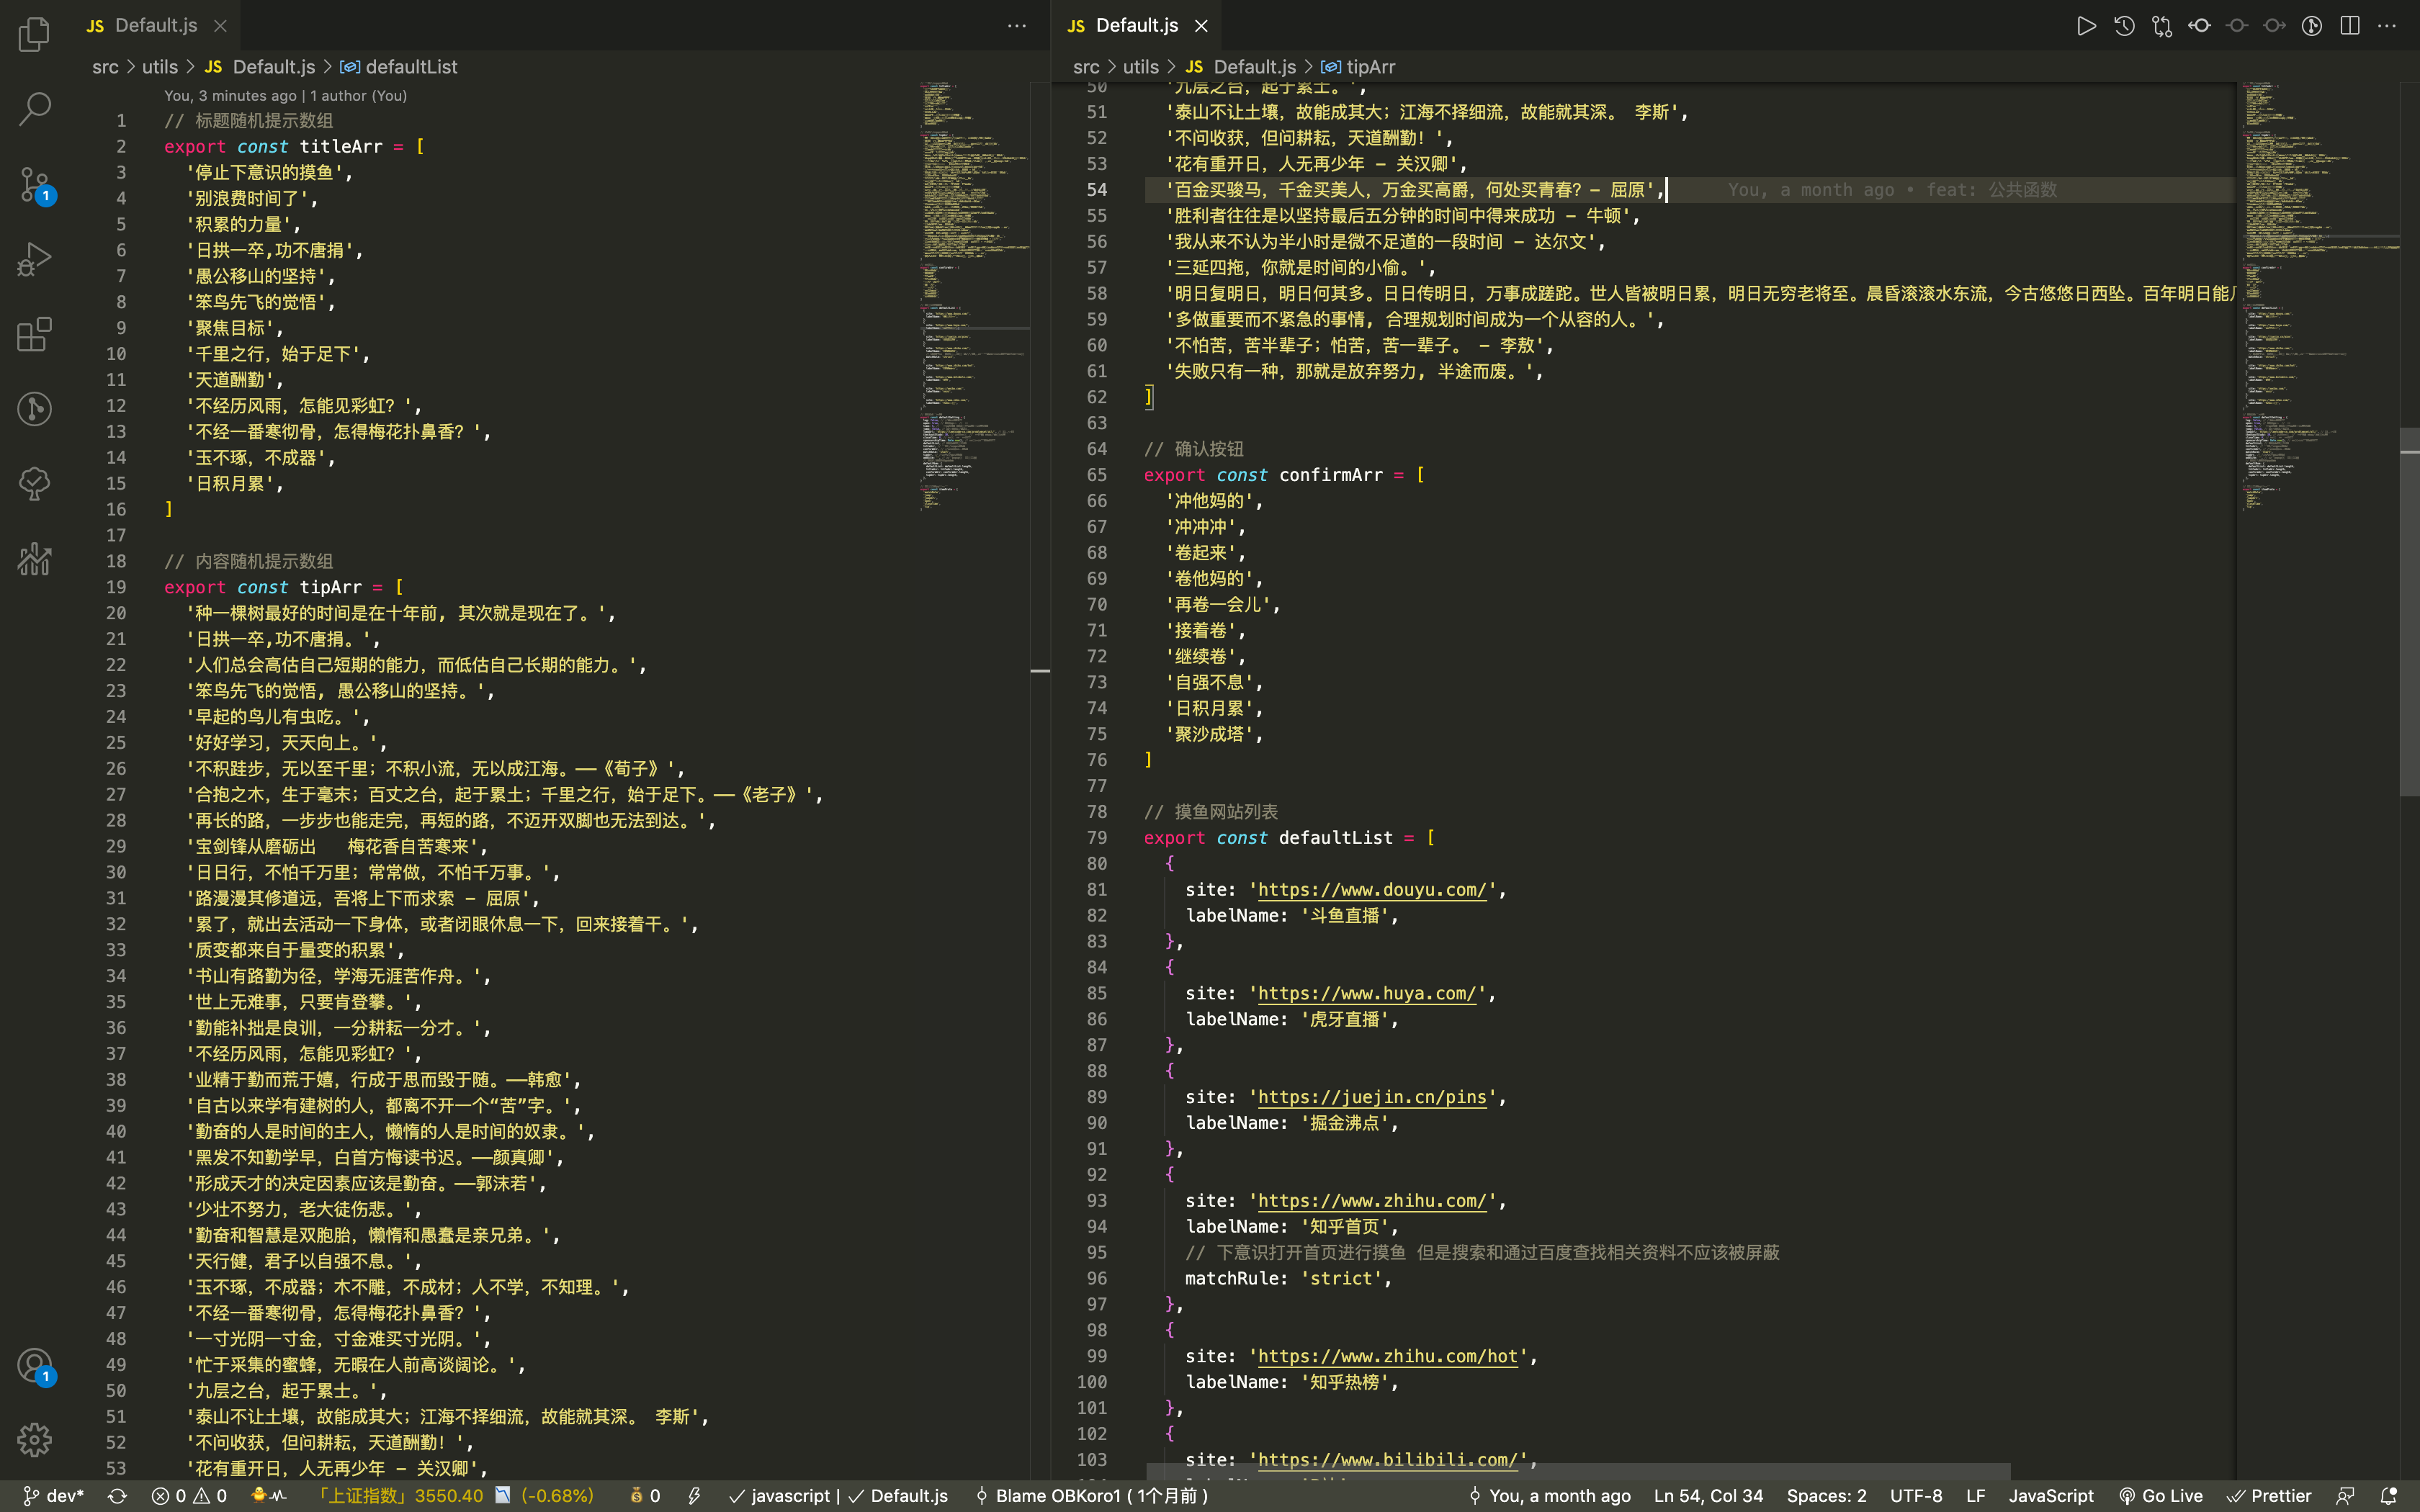 JS Default.js
src > utils > JS Default.js > defaultList
You, 3 minutes ago | 1 author (You)
1 // 标题随机提示数组
2 export const titleArr = [
3 '停止下意识的摸鱼',
4 '别浪费时间了',
5 '积累的力量',
6 '日拱一卒,功不唐捐',
7 '愚公移山的坚持',
8 '笨鸟先飞的觉悟',
9 '聚焦目标',
10 '千里之行，始于足下',
11 '天道酬勤',
12 '不经历风雨，怎能见彩虹？',
13 '不经一番寒彻骨，怎得梅花扑鼻香？',
14 '玉不琢，不成器',
15 '日积月累',
16 ]
17
18 // 内容随机提示数组
19 export const tipArr = [
20 '种一棵树最好的时间是在十年前, 其次就是现在了。',
21 '日拱一卒,功不唐捐。',
22 '人们总会高估自己短期的能力，而低估自己长期的能力。',
23 '笨鸟先飞的觉悟, 愚公移山的坚持。',
24 '早起的鸟儿有虫吃。',
25 '好好学习，天天向上。',
26 '不积跬步，无以至千里；不积小流，无以成江海。——《荀子》',
27 '合抱之木，生于毫末；百丈之台，起于累土；千里之行，始于足下。——《老子》',
28 '再长的路，一步步也能走完，再短的路，不迈开双脚也无法到达。',
29 '宝剑锋从磨砺出   梅花香自苦寒来',
30 '日日行，不怕千万里；常常做，不怕千万事。',
31 '路漫漫其修道远，吾将上下而求索 - 屈原',
32 '累了，就出去活动一下身体，或者闭眼休息一下，回来接着干。',
33 '质变都来自于量变的积累',
34 '书山有路勤为径，学海无涯苦作舟。',
35 '世上无难事，只要肯登攀。',
36 '勤能补拙是良训，一分耕耘一分才。',
37 '不经历风雨，怎能见彩虹？',
38 '业精于勤而荒于嬉，行成于思而毁于随。——韩愈',
39 '自古以来学有建树的人，都离不开一个“苦”字。',
40 '勤奋的人是时间的主人，懒惰的人是时间的奴隶。',
41 '黑发不知勤学早，白首方悔读书迟。——颜真卿',
42 '形成天才的决定因素应该是勤奋。——郭沫若',
43 '少壮不努力，老大徒伤悲。',
44 '勤奋和智慧是双胞胎，懒惰和愚蠢是亲兄弟。',
45 '天行健，君子以自强不息。',
46 '玉不琢，不成器；木不雕，不成材；人不学，不知理。',
47 '不经一番寒彻骨，怎得梅花扑鼻香？',
48 '一寸光阴一寸金，寸金难买寸光阴。',
49 '忙于采集的蜜蜂，无暇在人前高谈阔论。',
50 '九层之台，起于累士。',
51 '泰山不让土壤，故能成其大；江海不择细流，故能就其深。 李斯',
52 '不问收获，但问耕耘，天道酬勤！',
53 '花有重开日，人无再少年 - 关汉卿',
JS Default.js
src > utils > JS Default.js > tipArr
50 '九层之台，起于累士。',
51 '泰山不让土壤，故能成其大；江海不择细流，故能就其深。 李斯',
52 '不问收获，但问耕耘，天道酬勤！',
53 '花有重开日，人无再少年 - 关汉卿',
54 '百金买骏马，千金买美人，万金买高爵，何处买青春？- 屈原', You, a month ago • feat: 公共函数
55 '胜利者往往是以坚持最后五分钟的时间中得来成功 - 牛顿',
56 '我从来不认为半小时是微不足道的一段时间 - 达尔文',
57 '三延四拖，你就是时间的小偷。',
58 '明日复明日，明日何其多。日日传明日，万事成蹉跎。世人皆被明日累，明日无穷老将至。晨昏滚滚水东流，今古悠悠日西坠。百年明日能
59 '多做重要而不紧急的事情, 合理规划时间成为一个从容的人。',
60 '不怕苦，苦半辈子；怕苦，苦一辈子。 - 李敖',
61 '失败只有一种，那就是放弃努力, 半途而废。',
62 ]
63
64 // 确认按钮
65 export const confirmArr = [
66 '冲他妈的',
67 '冲冲冲',
68 '卷起来',
69 '卷他妈的',
70 '再卷一会儿',
71 '接着卷',
72 '继续卷',
73 '自强不息',
74 '日积月累',
75 '聚沙成塔',
76 ]
77
78 // 摸鱼网站列表
79 export const defaultList = [
80 {
81 site: 'https://www.douyu.com/',
82 labelName: '斗鱼直播',
83 },
84 {
85 site: 'https://www.huya.com/',
86 labelName: '虎牙直播',
87 },
88 {
89 site: 'https://juejin.cn/pins',
90 labelName: '掘金沸点',
91 },
92 {
93 site: 'https://www.zhihu.com/',
94 labelName: '知乎首页',
95 // 下意识打开首页进行摸鱼 但是搜索和通过百度查找相关资料不应该被屏蔽
96 matchRule: 'strict',
97 },
98 {
99 site: 'https://www.zhihu.com/hot',
100 labelName: '知乎热榜',
101 },
102 {
103 site: 'https://www.bilibili.com/',
1
1
dev* 0 0 「上证指数」3550.40 (-0.68%) 0 javascript | Default.js Blame OBKoro1 ( 1个月前 ) You, a month ago Ln 54, Col 34 Spaces: 2 UTF-8 LF JavaScript Go Live Prettier